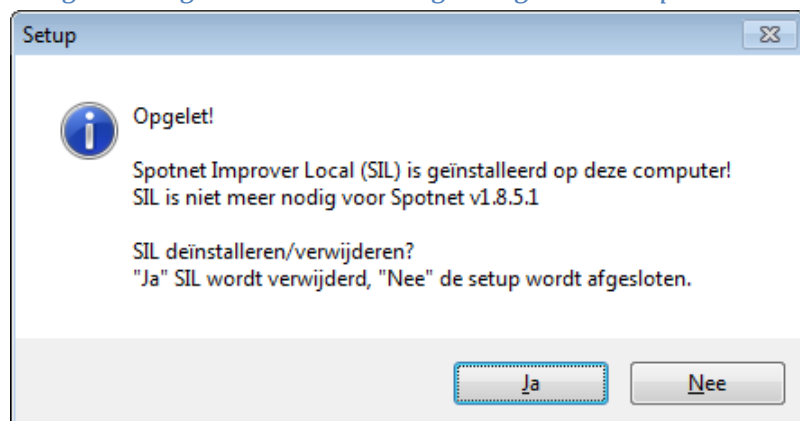 Setup
Opgelet!
Spotnet Improver Local (SIL) is geïnstalleerd op deze computer!
SIL is niet meer nodig voor Spotnet v1.8.5.1
SIL deïnstalleren/verwijderen?
"Ja" SIL wordt verwijderd, "Nee" de setup wordt afgesloten.
Ja
Nee